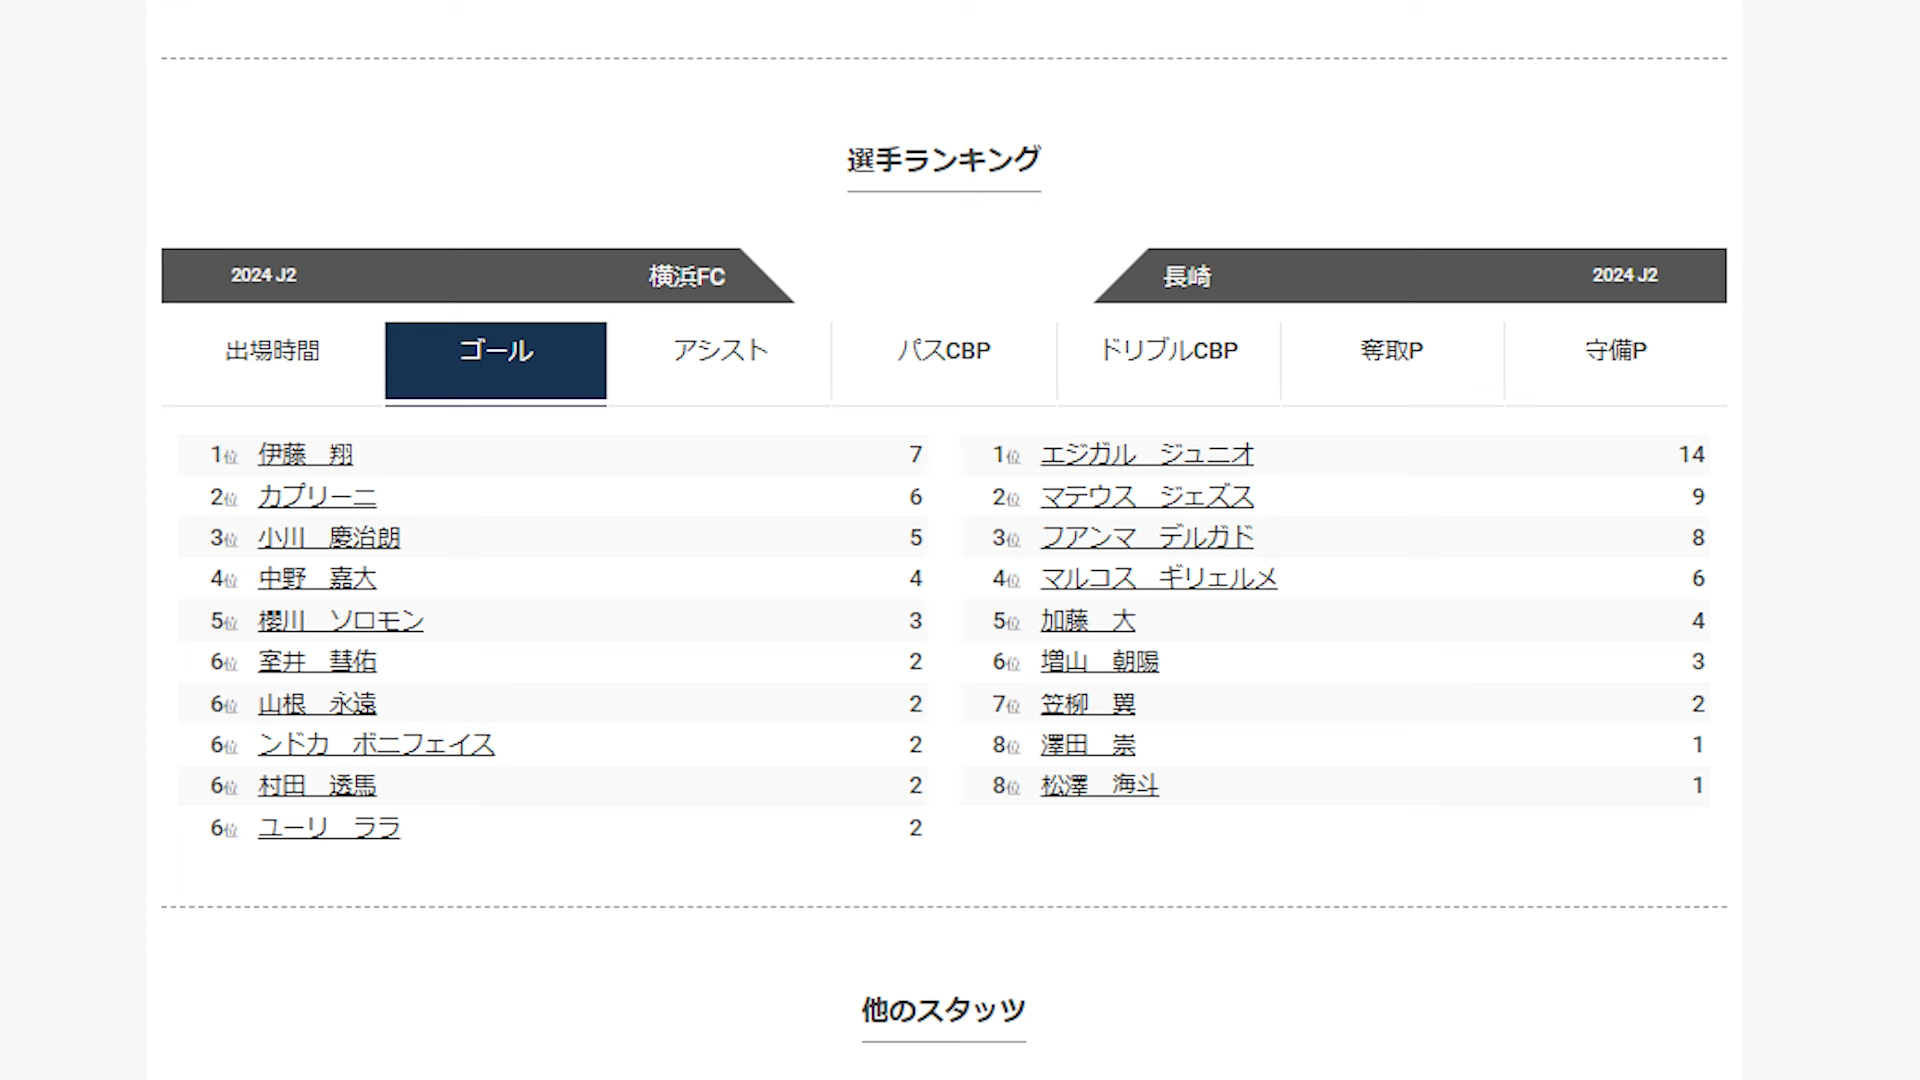 選手ランキング
2024 J2 横浜FC 長崎 2024 J2
出場時間 ゴール アシスト パスCBP ドリブルCBP 奪取P 守備P
1位 伊藤　翔 7
2位 カプリーニ 6
3位 小川　慶治朗 5
4位 中野　嘉大 4
5位 櫻川　ソロモン 3
6位 室井　彗佑 2
6位 山根　永遠 2
6位 ンドカ　ボニフェイス 2
6位 村田　透馬 2
6位 ユーリ　ララ 2
1位 エジガル　ジュニオ 14
2位 マテウス　ジェズス 9
3位 フアンマ　デルガド 8
4位 マルコス　ギリェルメ 6
5位 加藤　大 4
6位 増山　朝陽 3
7位 笠柳　翼 2
8位 澤田　崇 1
8位 松澤　海斗 1
他のスタッツ